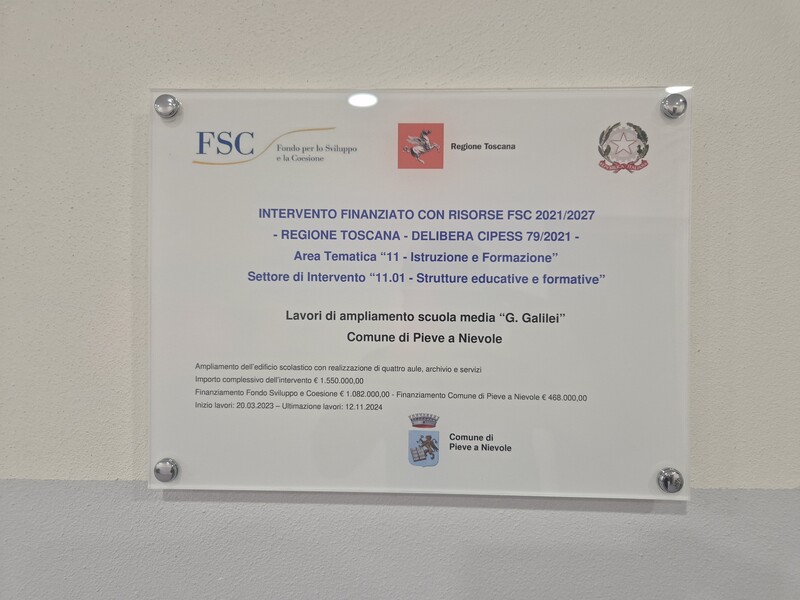 FSC
Fondo per lo Sviluppo
e la Coesione
Regione Toscana
INTERVENTO FINANZIATO CON RISORSE FSC 2021/2027
- REGIONE TOSCANA - DELIBERA CIPESS 79/2021 -
Area Tematica “11 - Istruzione e Formazione”
Settore di Intervento “11.01 - Strutture educative e formative”
Lavori di ampliamento scuola media “G. Galilei”
Comune di Pieve a Nievole
Ampliamento dell'edificio scolastico con realizzazione di quattro aule, archivio e servizi
Importo complessivo dell'intervento € 1.550.000,00
Finanziamento Fondo Sviluppo e Coesione € 1.082.000,00 - Finanziamento Comune di Pieve a Nievole € 468.000,00
Inizio lavori: 20.03.2023 – Ultimazione lavori: 12.11.2024
Comune di
Pieve a Nievole